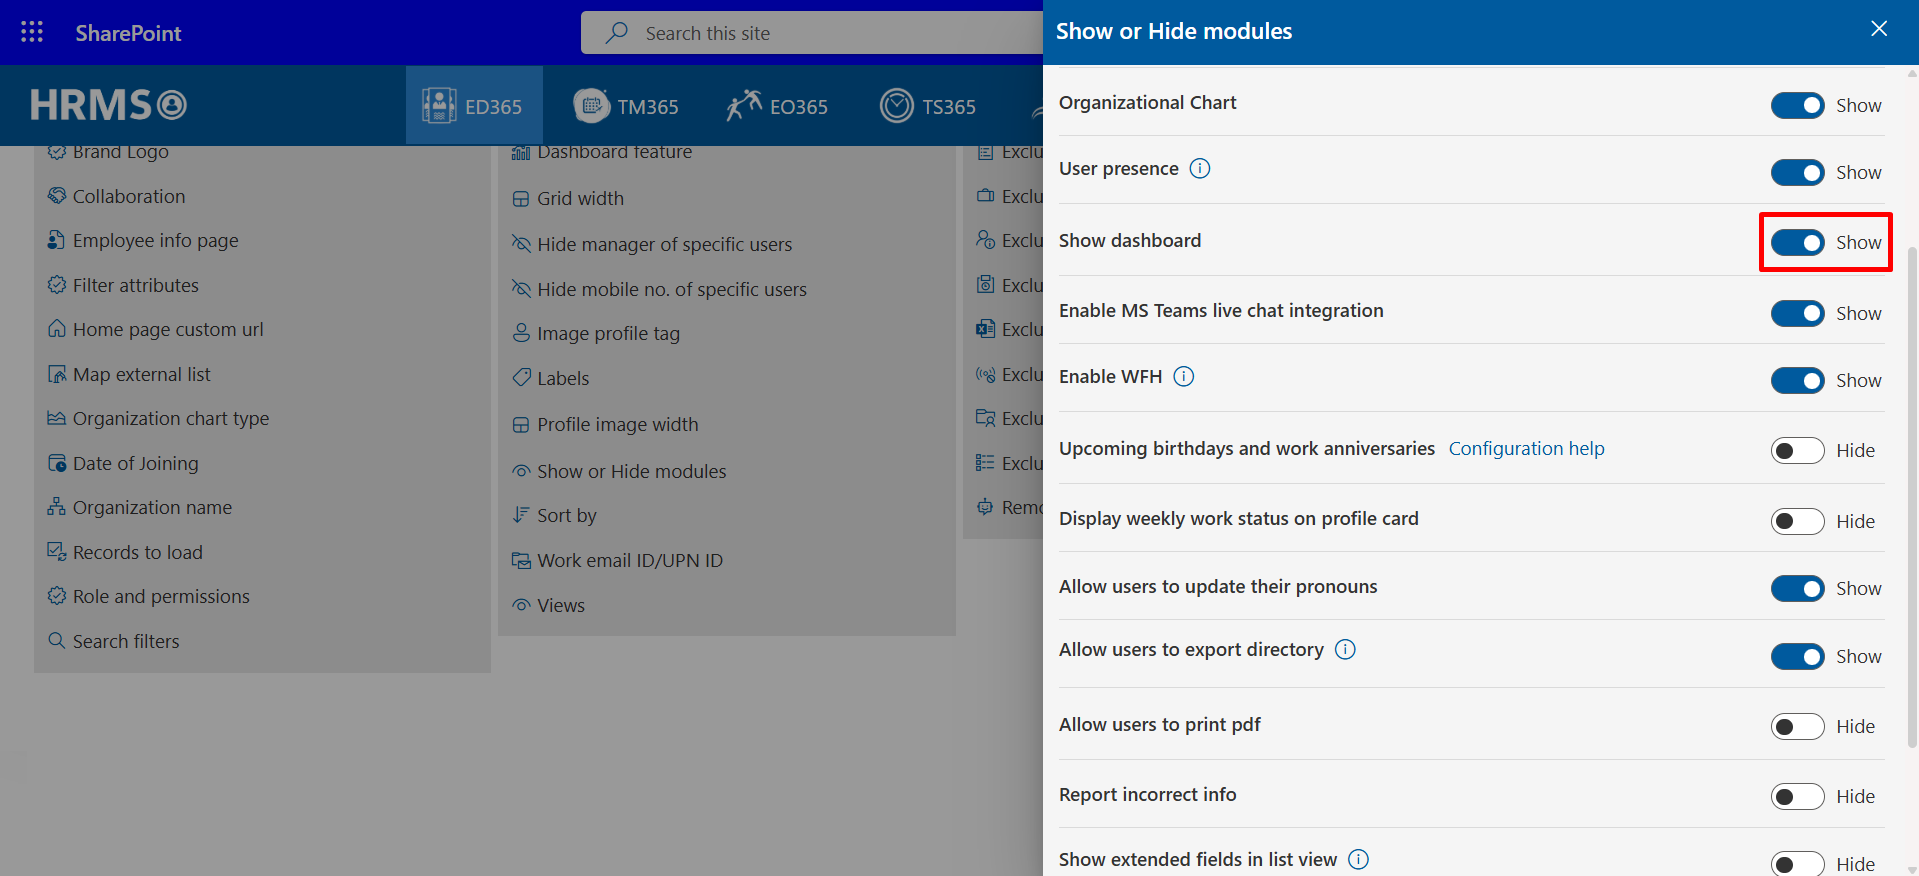 SharePoint
Search this site
HRMS
ED365
TM365
EO365
TS365
Brand Logo
Collaboration
Employee info page
Filter attributes
Home page custom url
Map external list
Organization chart type
Date of Joining
Organization name
Records to load
Role and permissions
Search filters
Dashboard feature
Grid width
Hide manager of specific users
Hide mobile no. of specific users
Image profile tag
Labels
Profile image width
Show or Hide modules
Sort by
Work email ID/UPN ID
Views
Exclu
Exclu
Exclu
Exclu
Exclu
Exclu
Exclu
Exclu
Remo
Show or Hide modules
Organizational Chart Show
User presence Show
Show dashboard Show
Enable MS Teams live chat integration Show
Enable WFH Show
Upcoming birthdays and work anniversaries Configuration help Hide
Display weekly work status on profile card Hide
Allow users to update their pronouns Show
Allow users to export directory Show
Allow users to print pdf Hide
Report incorrect info Hide
Show extended fields in list view Hide